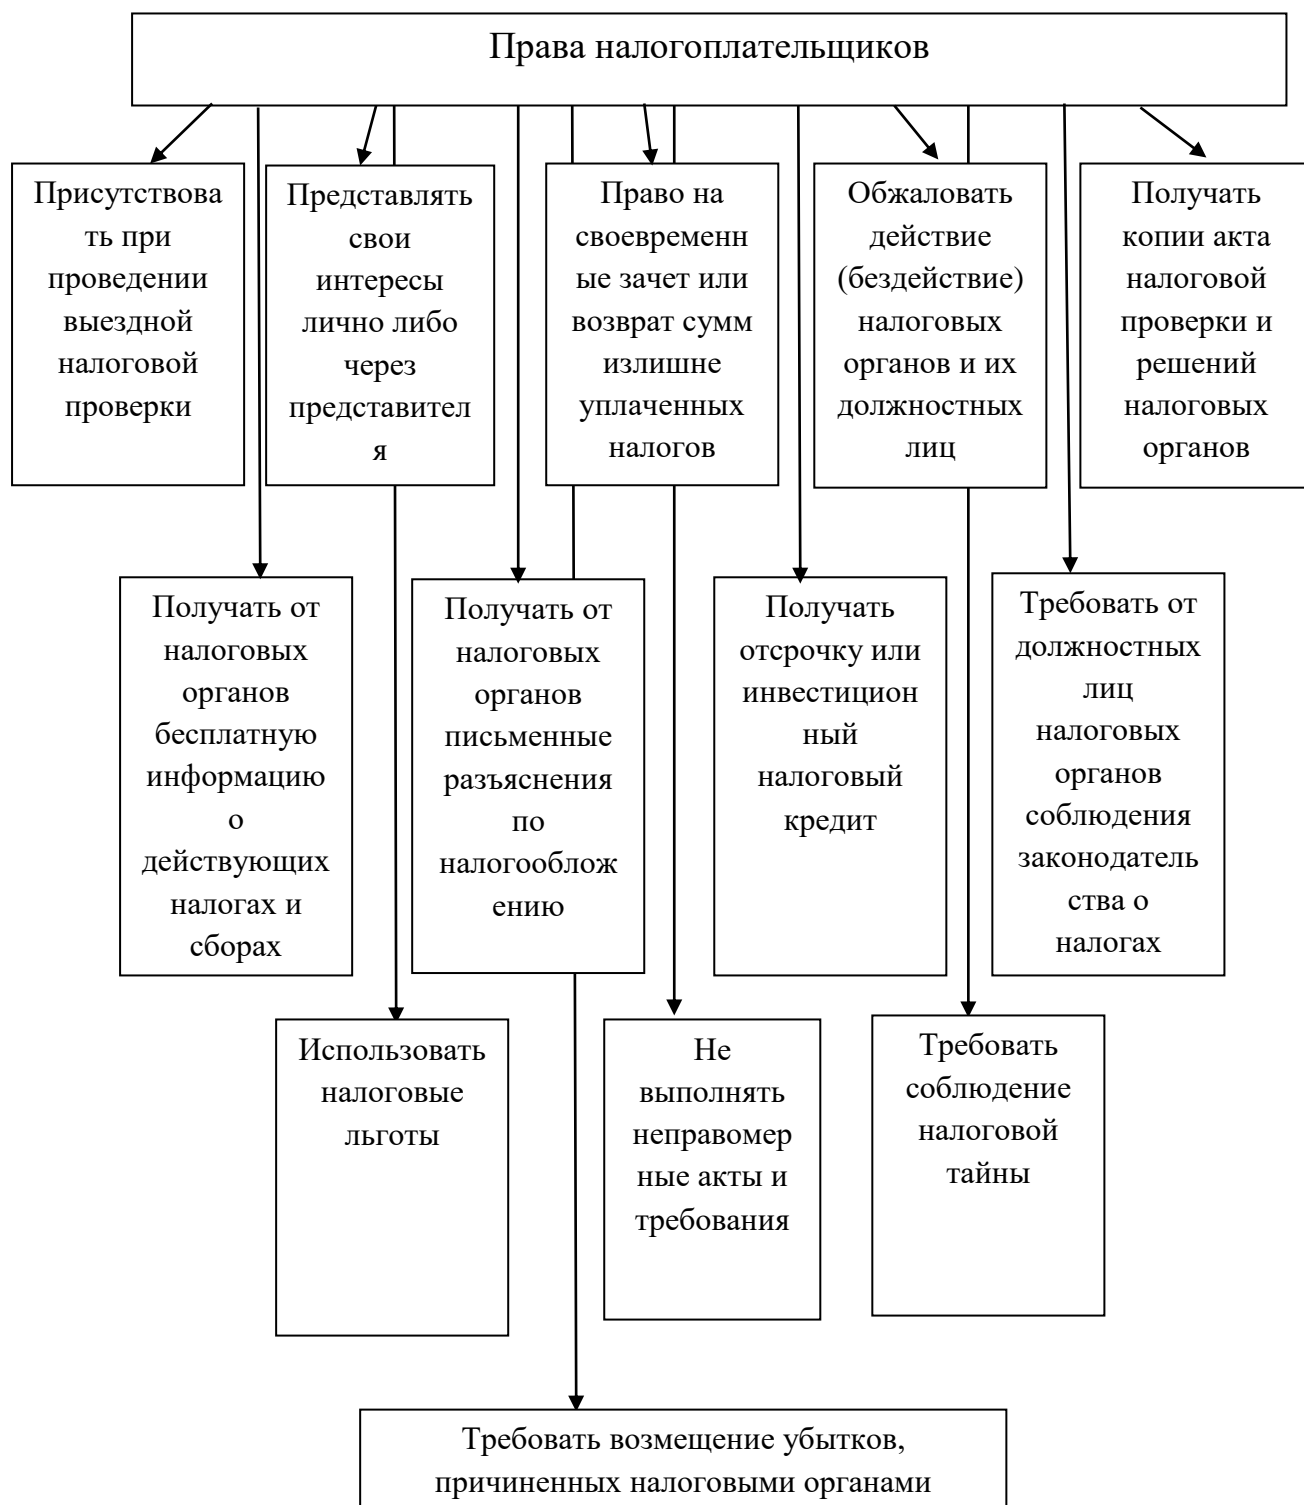 Права налогоплательщиков
Присутствова
ть при
проведении
выездной
налоговой
проверки
Представлять
свои
интересы
лично либо
через
представител
я
Право на
своевременн
ые зачет или
возврат сумм
излишне
уплаченных
налогов
Обжаловать
действие
(бездействие)
налоговых
органов и их
должностных
лиц
Получать
копии акта
налоговой
проверки и
решений
налоговых
органов
Получать от
налоговых
органов
бесплатную
информацию
о
действующих
налогах и
сборах
Получать от
налоговых
органов
письменные
разъяснения
по
налогооблож
ению
Получать
отсрочку или
инвестицион
ный
налоговый
кредит
Требовать от
должностных
лиц
налоговых
органов
соблюдения
законодатель
ства о
налогах
Использовать
налоговые
льготы
Не
выполнять
неправомер
ные акты и
требования
Требовать
соблюдение
налоговой
тайны
Требовать возмещение убытков,
причиненных налоговыми органами